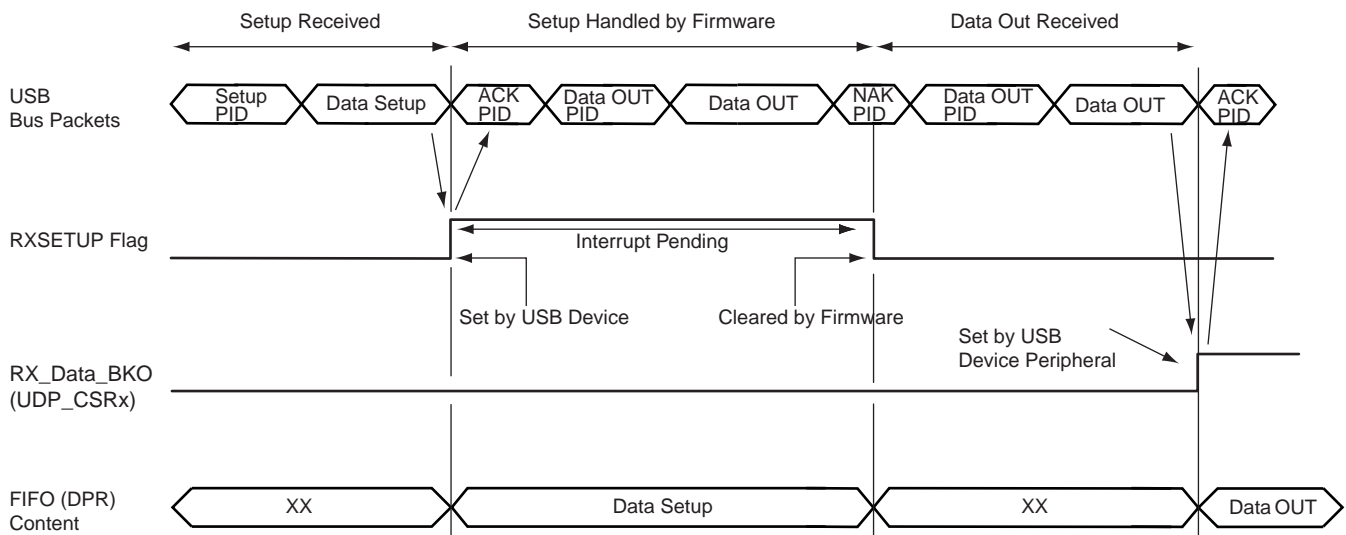 Setup Received
Setup Handled by Firmware
Data Out Received
USB
Bus Packets
Setup
PID
Data Setup
ACK
PID
Data OUT
PID
Data OUT
NAK
PID
Data OUT
PID
Data OUT
ACK
PID
RXSETUP Flag
Interrupt Pending
Set by USB Device
Cleared by Firmware
Set by USB
Device Peripheral
RX_Data_BKO
(UDP_CSRx)
FIFO (DPR)
Content
XX
Data Setup
XX
Data OUT